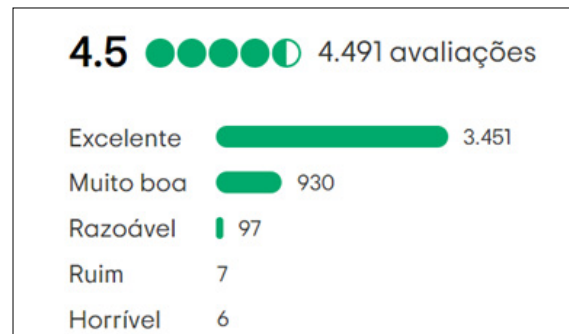 4.5 4.491 avaliações
Excelente 3.451
Muito boa 930
Razoável 97
Ruim 7
Horrível 6